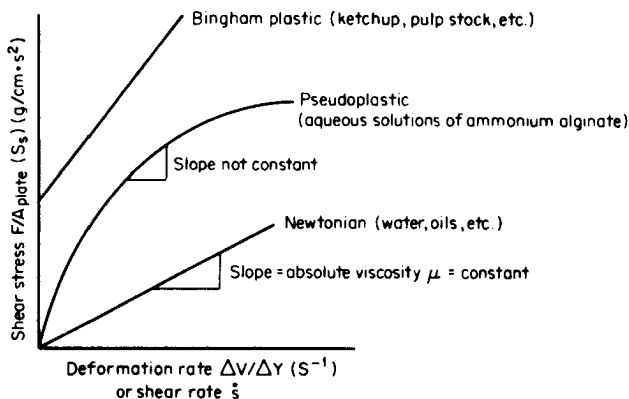 Bingham plastic (ketchup, pulp stock, etc.)
Pseudoplastic
(aqueous solutions of ammonium alginate)
Slope not constant
Newtonian (water, oils, etc.)
Slope = absolute viscosity μ = constant
Shear stress F/Aplate (Ss) (g/cm•s²)
Deformation rate ΔV/ΔY (S⁻¹)
or shear rate ṡ